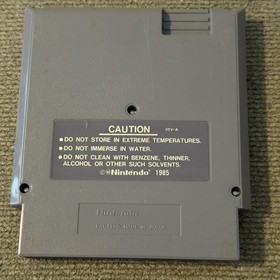 CAUTION REV-A
•DO NOT STORE IN EXTREME TEMPERATURES.
•DO NOT IMMERSE IN WATER.
•DO NOT CLEAN WITH BENZENE, THINNER,
ALCOHOL OR OTHER SUCH SOLVENTS.
©Nintendo® 1985
Nintendo